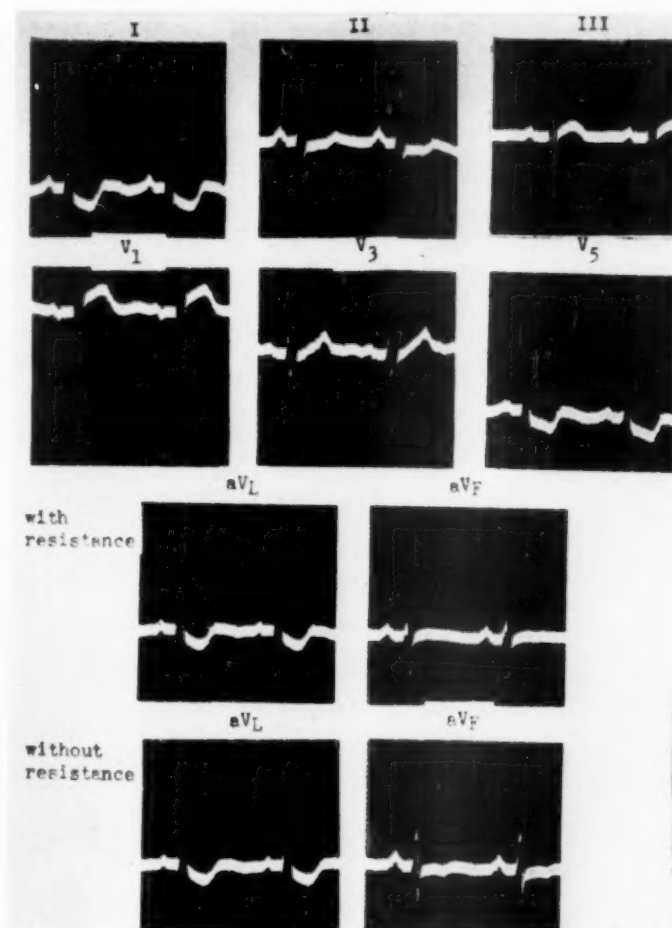 I II III
V₁ V₃ V₅
aVL aVF
with
resistance
aVL aVF
without
resistance